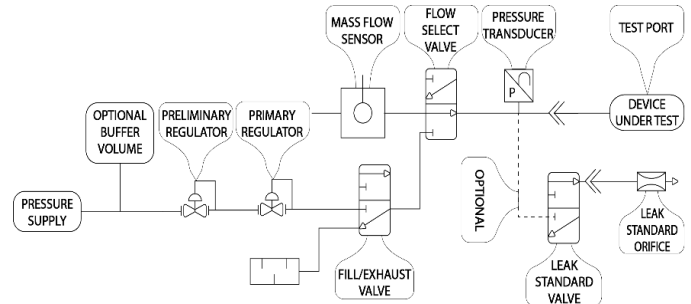 MASS FLOW
SENSOR
FLOW
SELECT
VALVE
PRESSURE
TRANSDUCER
TEST PORT
OPTIONAL
BUFFER
VOLUME
PRELIMINARY
REGULATOR
PRIMARY
REGULATOR
P
DEVICE
UNDER TEST
PRESSURE
SUPPLY
OPTIONAL
FILL/EXHAUST
VALVE
LEAK
STANDARD
VALVE
LEAK
STANDARD
ORIFICE